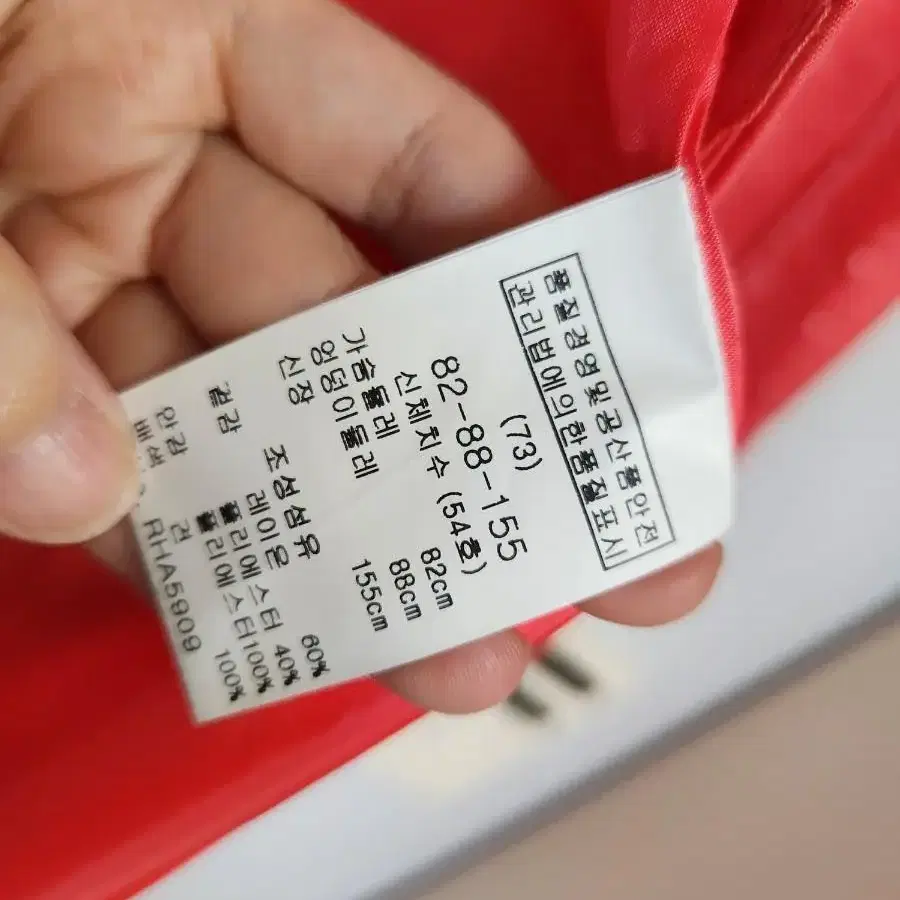 품질경영및공산품안전
관리법에의한품질표시
(73)
82-88-155
신체치수 (54호)
가슴둘레 82cm
엉덩이둘레 88cm
신장 155cm
조성섬유
겉감 레이온 60%
폴리에스터 40%
안감 폴리에스터100%
배색 견 100%
RHA5909